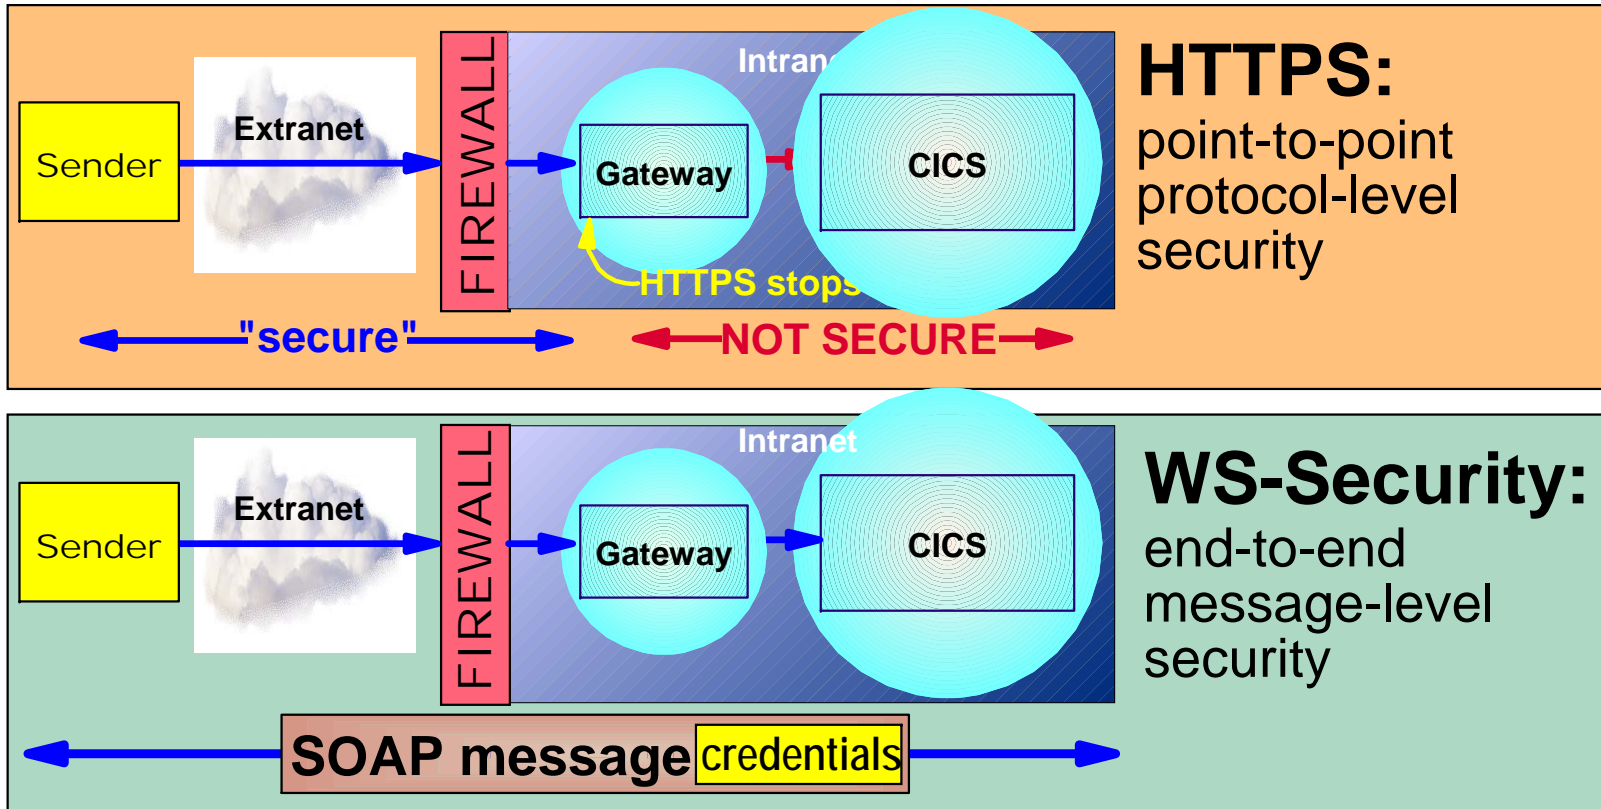 Intrane
HTTPS:
point-to-point
protocol-level
security
Extranet
Sender
FIREWALL
Gateway
CICS
HTTPS stops
"secure"
NOT SECURE
Intranet
WS-Security:
end-to-end
message-level
security
Extranet
Sender
FIREWALL
Gateway
CICS
SOAP message credentials